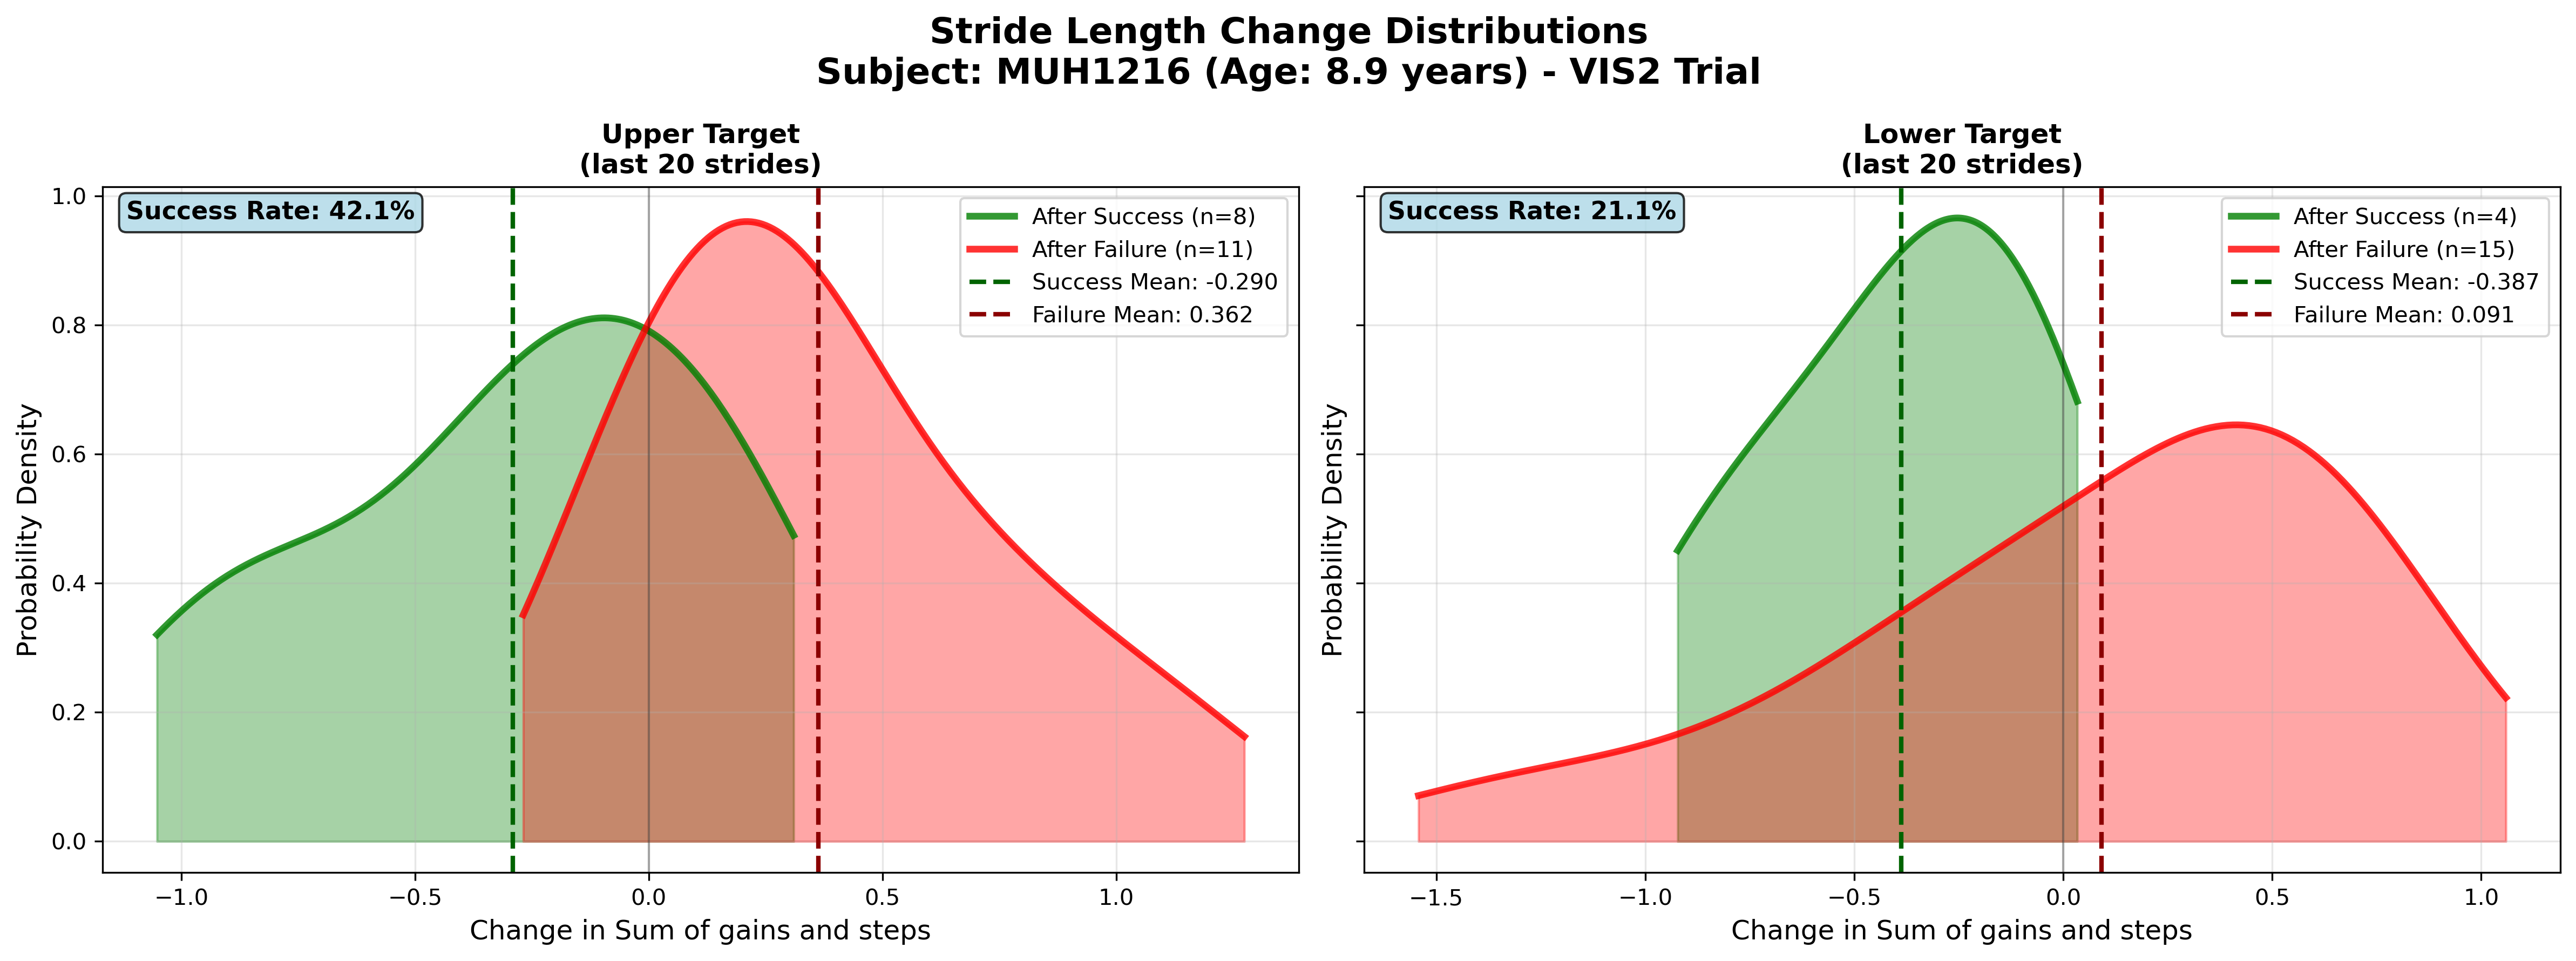 Stride Length Change Distributions
Subject: MUH1216 (Age: 8.9 years) - VIS2 Trial
Upper Target
(last 20 strides)
Success Rate: 42.1%
After Success (n=8)
After Failure (n=11)
Success Mean: -0.290
Failure Mean: 0.362
Probability Density
1.0
0.8
0.6
0.4
0.2
0.0
−1.0
−0.5
0.0
0.5
1.0
Change in Sum of gains and steps
Lower Target
(last 20 strides)
Success Rate: 21.1%
After Success (n=4)
After Failure (n=15)
Success Mean: -0.387
Failure Mean: 0.091
Probability Density
−1.5
−1.0
−0.5
0.0
0.5
1.0
Change in Sum of gains and steps